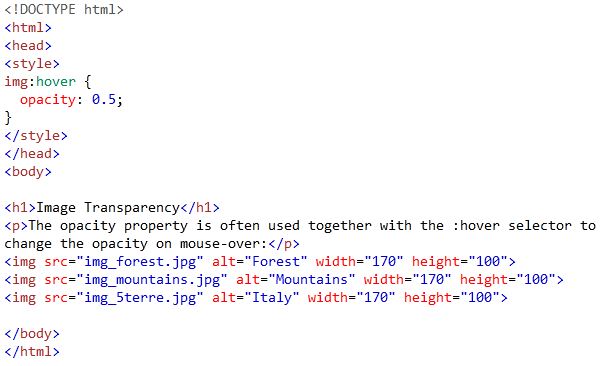 <!DOCTYPE html>
<html>
<head>
<style>
img:hover {
  opacity: 0.5;
}
</style>
</head>
<body>

<h1>Image Transparency</h1>
<p>The opacity property is often used together with the :hover selector to
change the opacity on mouse-over:</p>
<img src="img_forest.jpg" alt="Forest" width="170" height="100">
<img src="img_mountains.jpg" alt="Mountains" width="170" height="100">
<img src="img_5terre.jpg" alt="Italy" width="170" height="100">

</body>
</html>